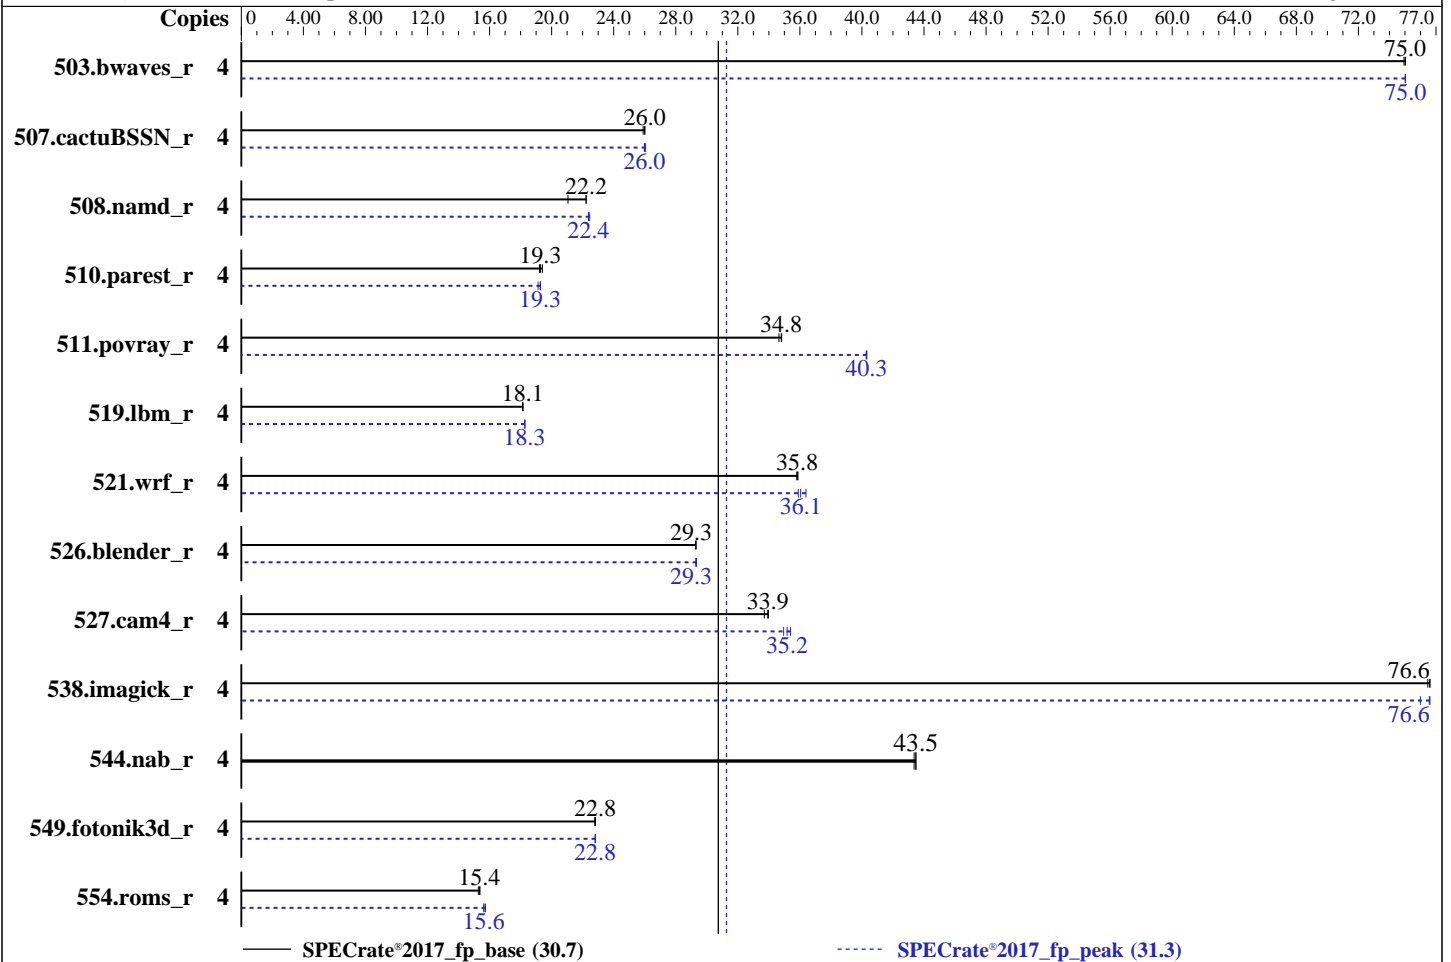 Copies 0 4.00 8.00 12.0 16.0 20.0 24.0 28.0 32.0 36.0 40.0 44.0 48.0 52.0 56.0 60.0 64.0 68.0 72.0 77.0
75.0
503.bwaves_r 4
75.0
26.0
507.cactuBSSN_r 4
26.0
22.2
508.namd_r 4
22.4
19.3
510.parest_r 4
19.3
34.8
511.povray_r 4
40.3
18.1
519.lbm_r 4
18.3
35.8
521.wrf_r 4
36.1
29.3
526.blender_r 4
29.3
33.9
527.cam4_r 4
35.2
76.6
538.imagick_r 4
76.6
43.5
544.nab_r 4
22.8
549.fotonik3d_r 4
22.8
15.4
554.roms_r 4
15.6
SPECrate®2017_fp_base (30.7) SPECrate®2017_fp_peak (31.3)